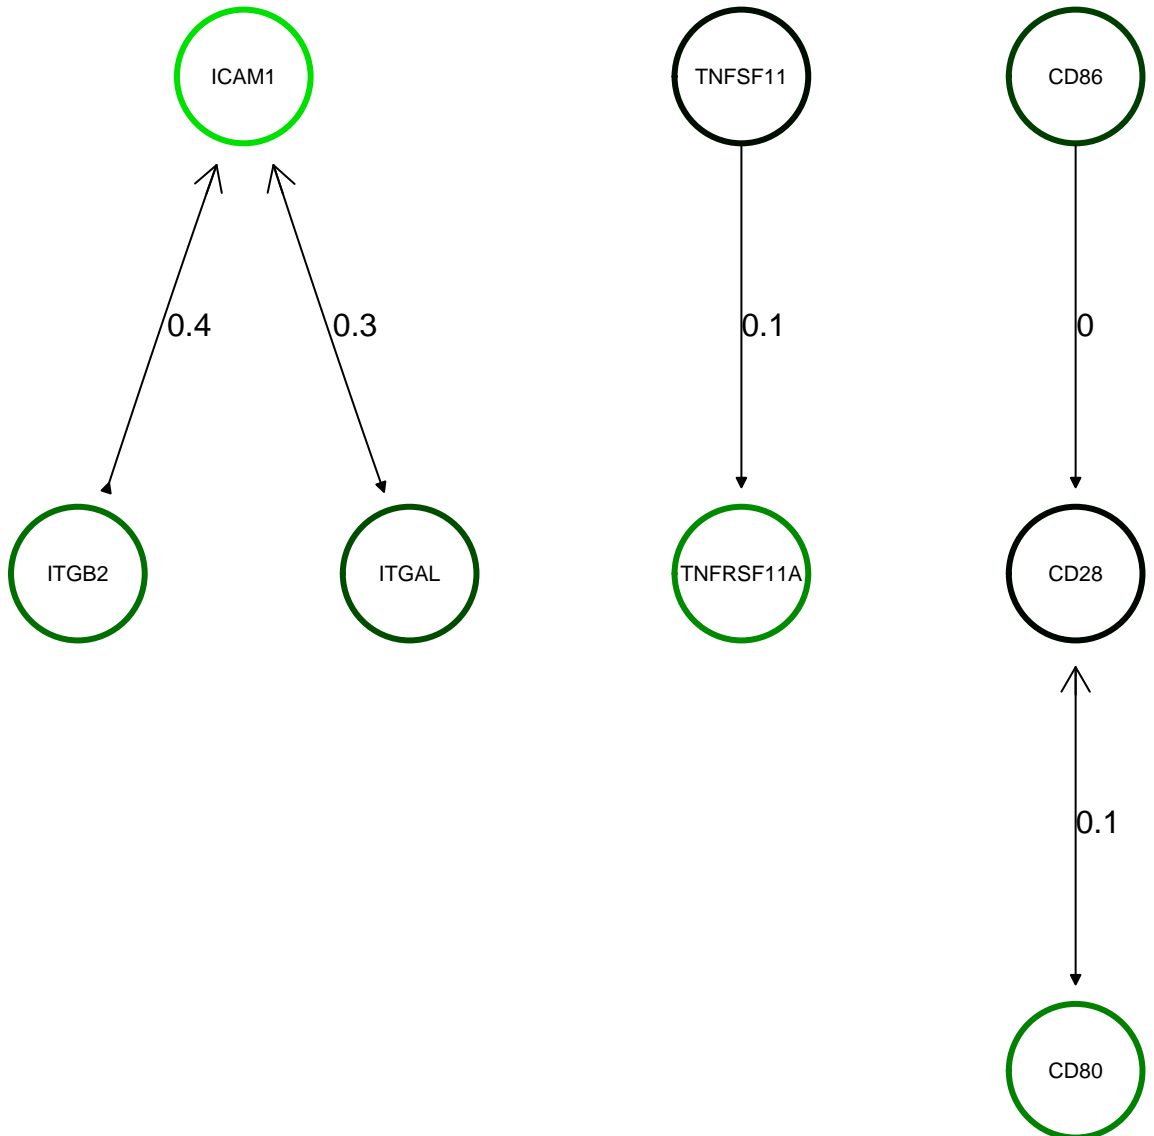 ICAM1
TNFSF11
CD86
0.4
0.3
0.1
0
ITGB2
ITGAL
TNFRSF11A
CD28
0.1
CD80